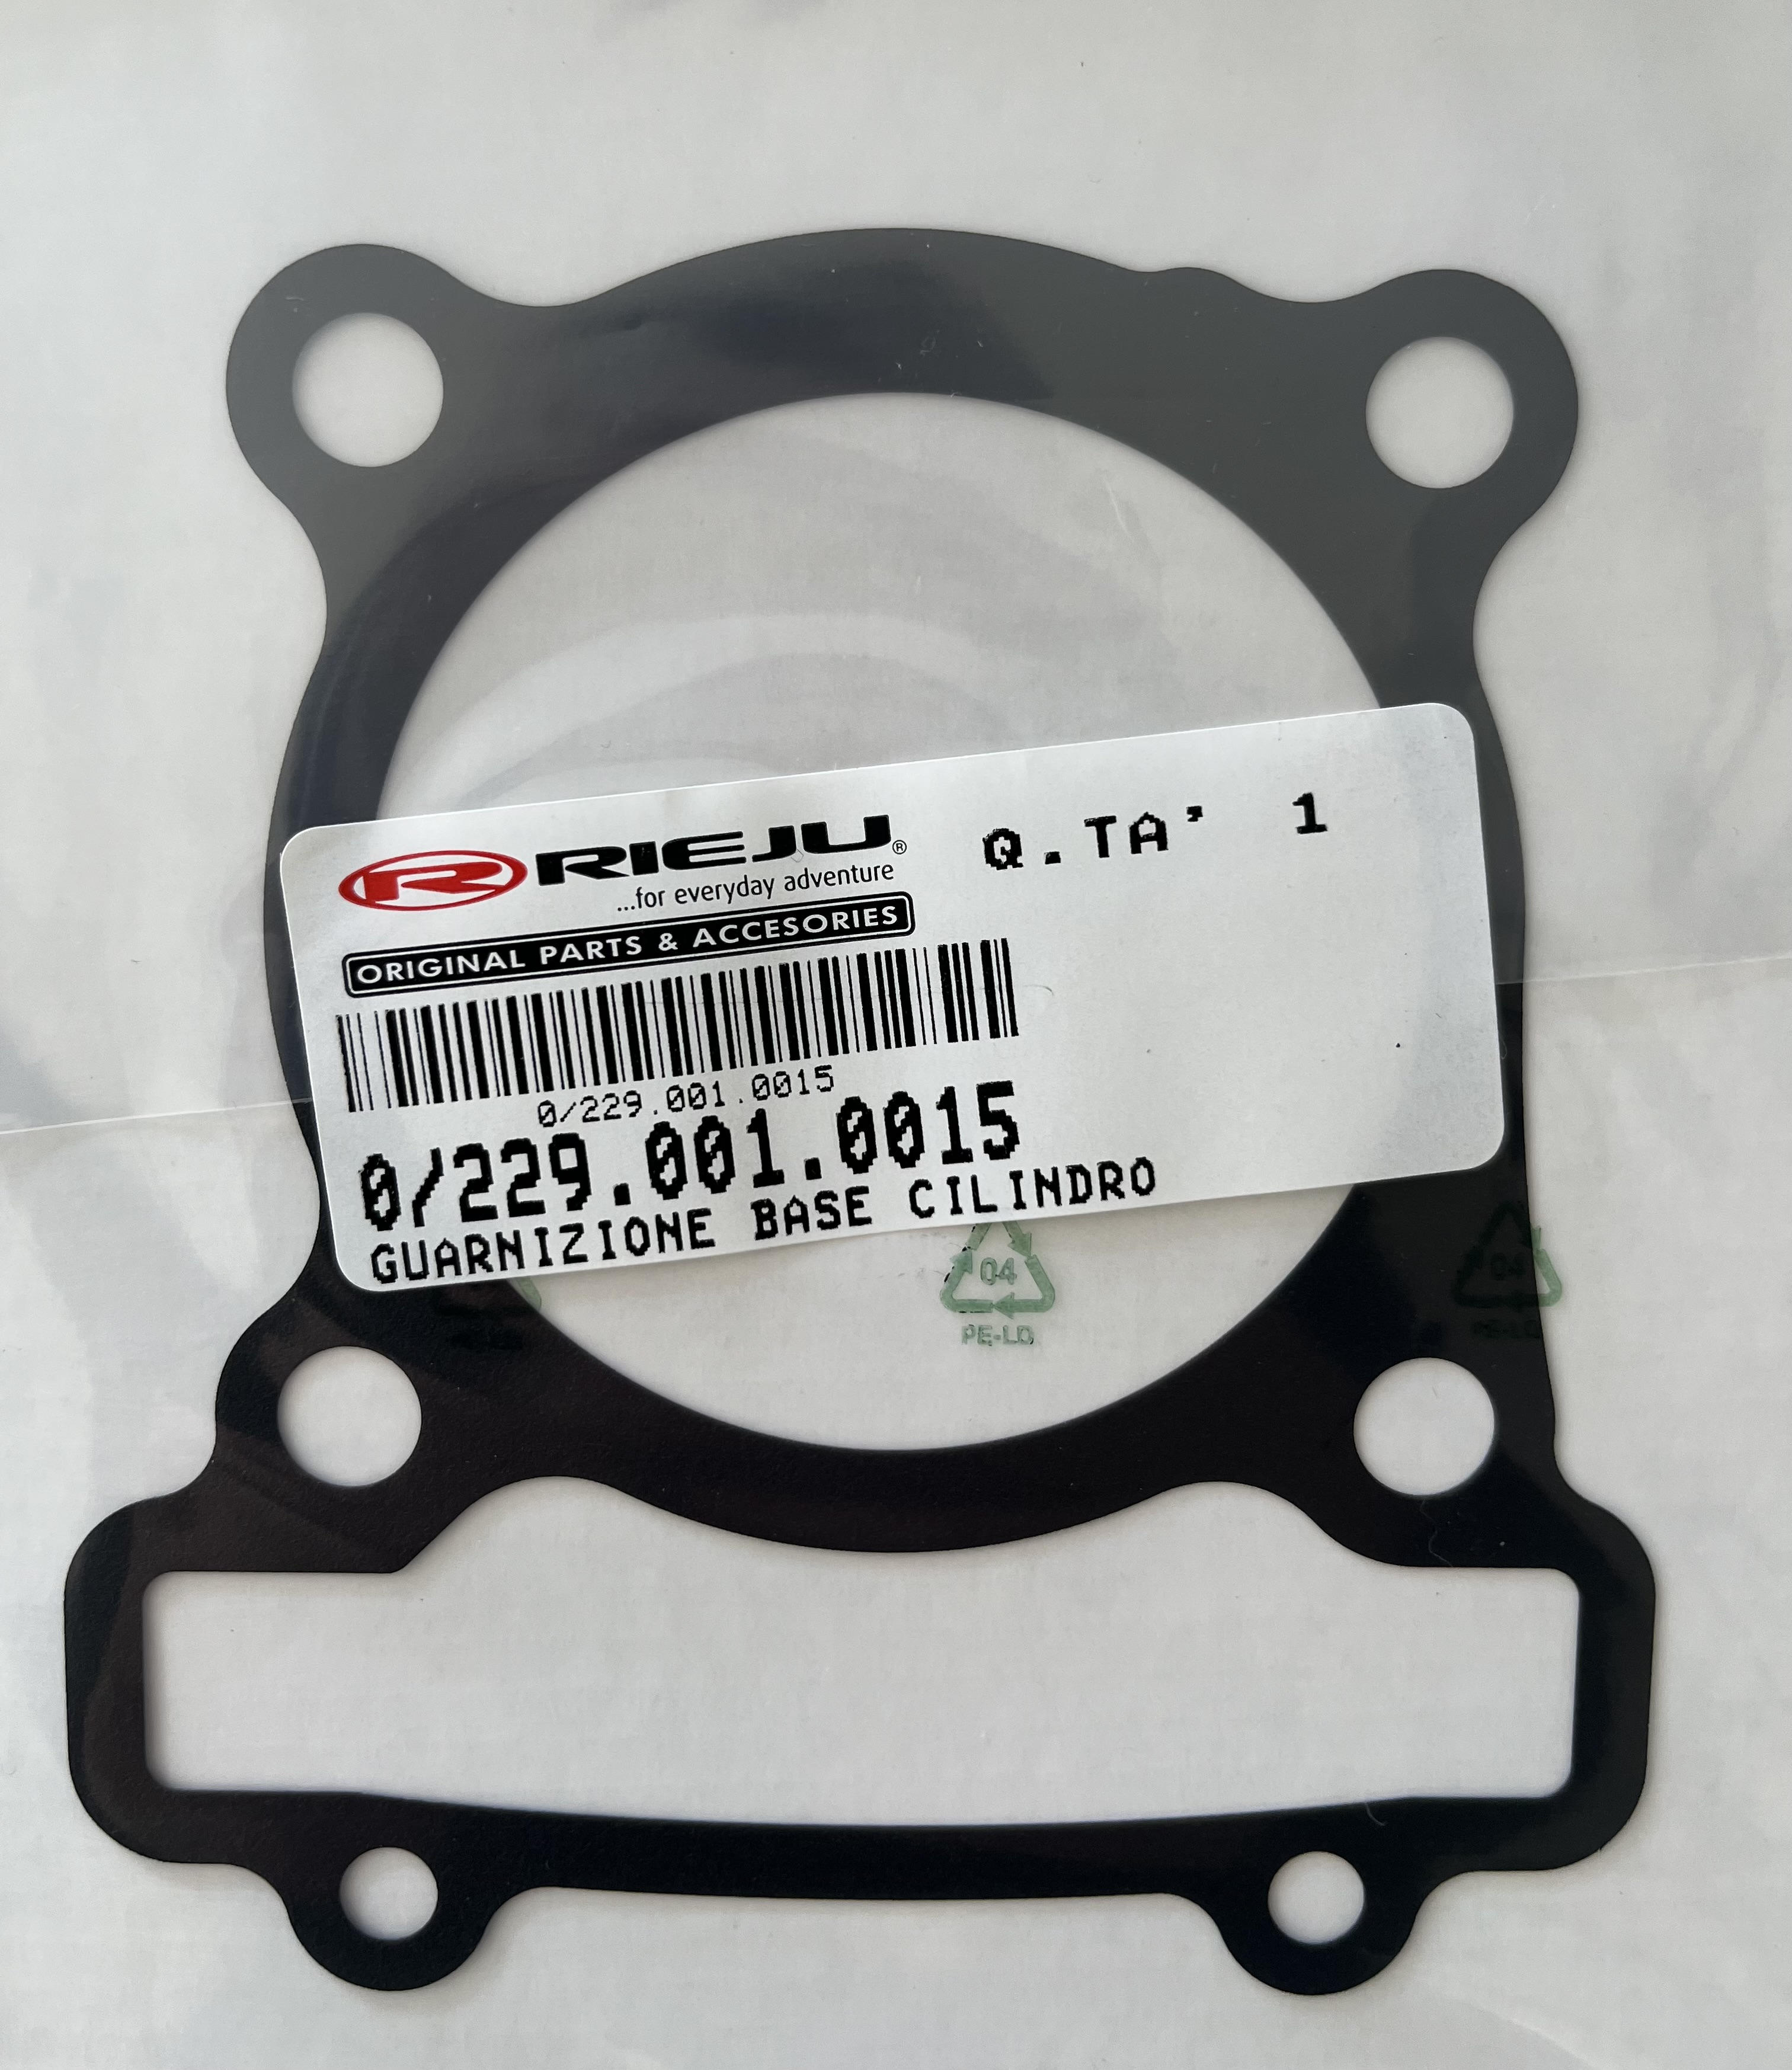 R RIEJU®
...for everyday adventure
Q.TA' 1
ORIGINAL PARTS & ACCESORIES
0/229.001.0015
0/229.001.0015
GUARNIZIONE BASE CILINDRO
04
PE-LD
04